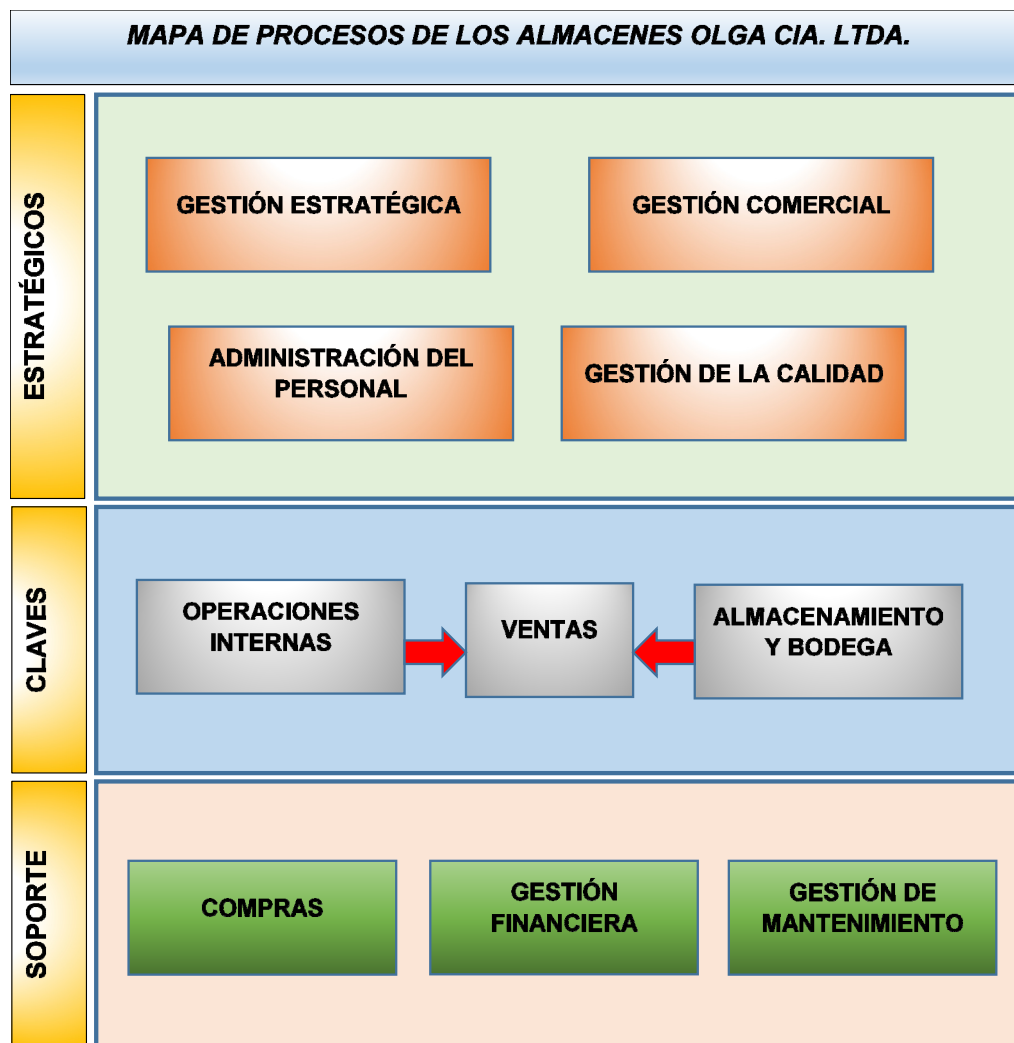 MAPA DE PROCESOS DE LOS ALMACENES OLGA CIA. LTDA.
ESTRATÉGICOS
GESTIÓN ESTRATÉGICA
GESTIÓN COMERCIAL
ADMINISTRACIÓN DEL
PERSONAL
GESTIÓN DE LA CALIDAD
CLAVES
OPERACIONES
INTERNAS
VENTAS
ALMACENAMIENTO
Y BODEGA
SOPORTE
COMPRAS
GESTIÓN
FINANCIERA
GESTIÓN DE
MANTENIMIENTO